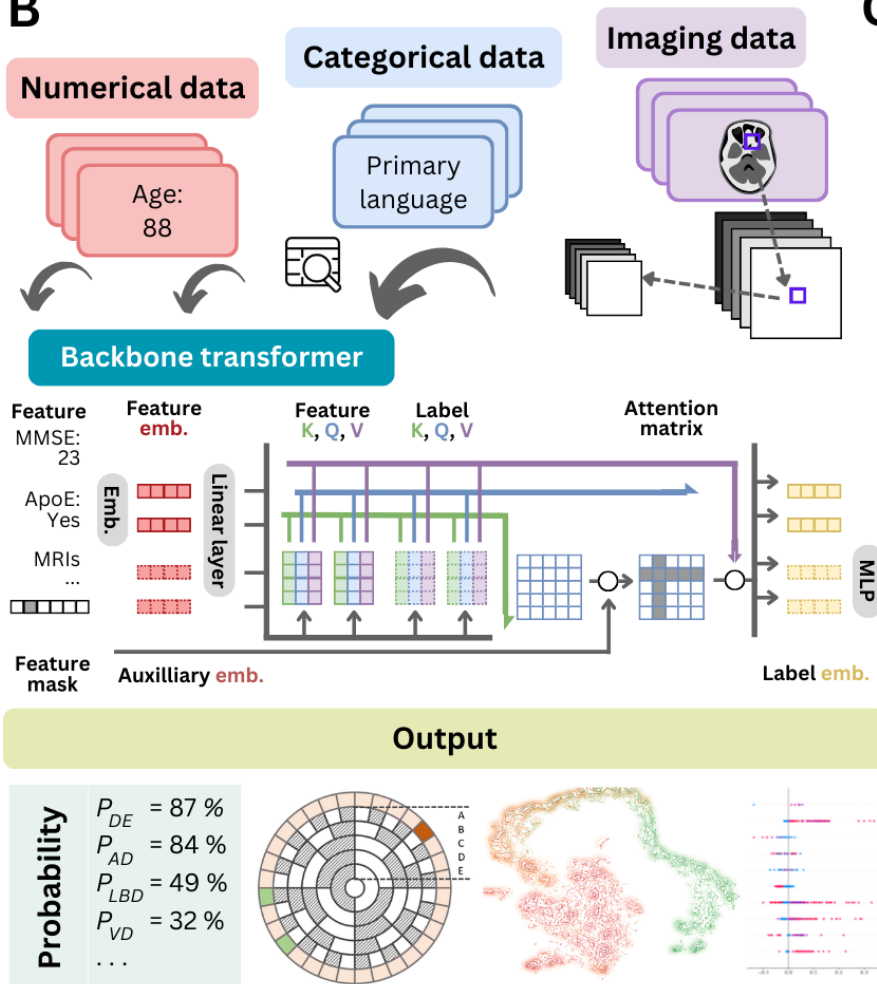 B
Numerical data
Categorical data
Imaging data
Age:
88
Primary
language
Backbone transformer
Feature
MMSE:
23
ApoE:
Yes
MRIs
...
Feature
mask
Emb.
Feature
emb.
Linear layer
Feature
K, Q, V
Label
K, Q, V
Attention
matrix
MLP
Auxilliary emb.
Label emb.
Output
Probability
P_DE = 87 %
P_AD = 84 %
P_LBD = 49 %
P_VD = 32 %
. . .
A
B
C
D
E